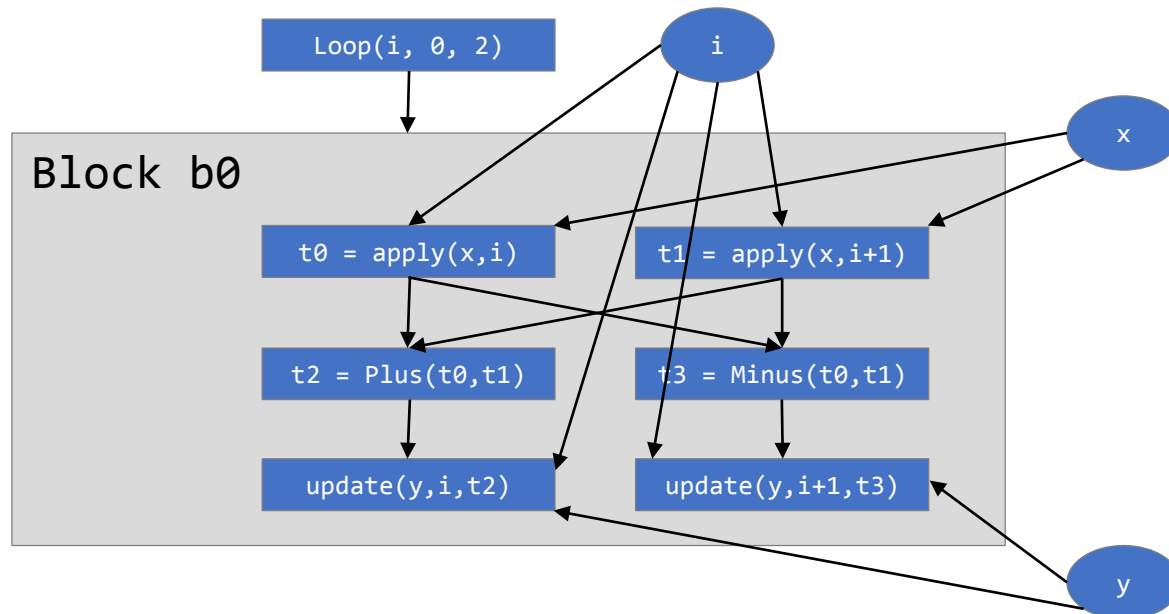 Loop(i, 0, 2)
i
x
Block b0
t0 = apply(x,i)
t1 = apply(x,i+1)
t2 = Plus(t0,t1)
t3 = Minus(t0,t1)
update(y,i,t2)
update(y,i+1,t3)
y